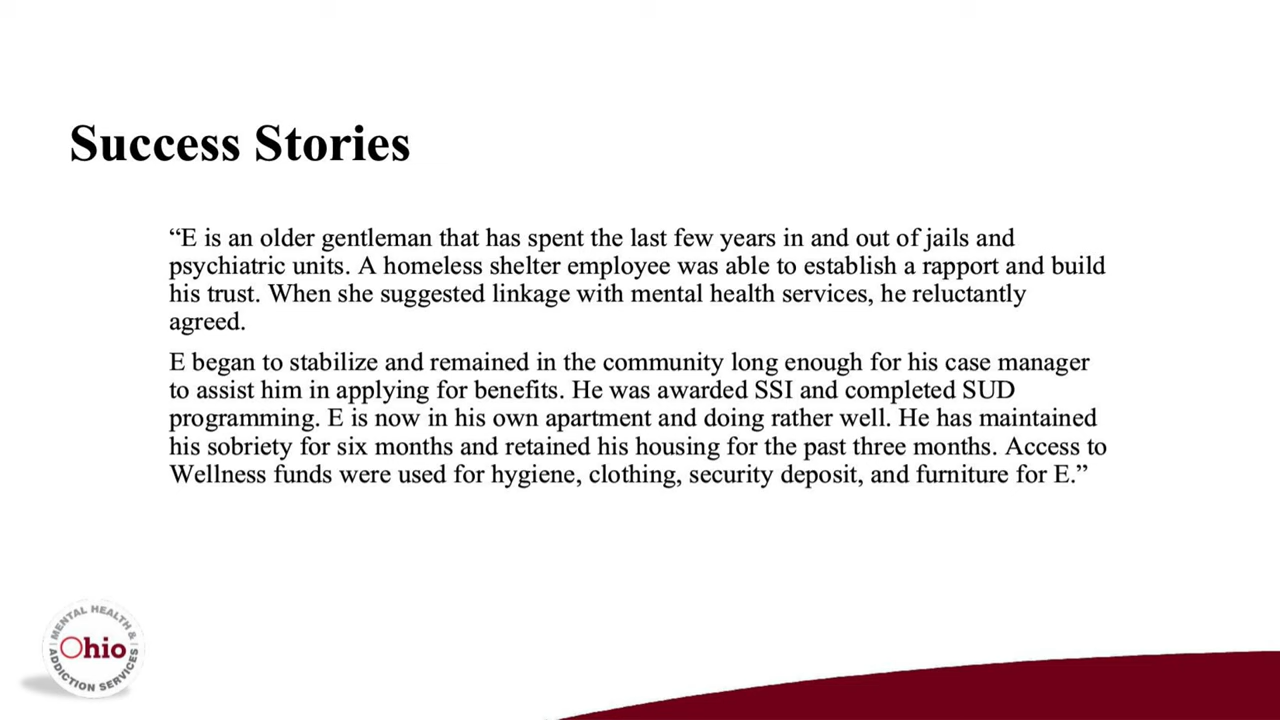 Success Stories
“E is an older gentleman that has spent the last few years in and out of jails and
psychiatric units. A homeless shelter employee was able to establish a rapport and build
his trust. When she suggested linkage with mental health services, he reluctantly
agreed.
E began to stabilize and remained in the community long enough for his case manager
to assist him in applying for benefits. He was awarded SSI and completed SUD
programming. E is now in his own apartment and doing rather well. He has maintained
his sobriety for six months and retained his housing for the past three months. Access to
Wellness funds were used for hygiene, clothing, security deposit, and furniture for E.”
MENTAL HEALTH &
Ohio
ADDICTION SERVICES